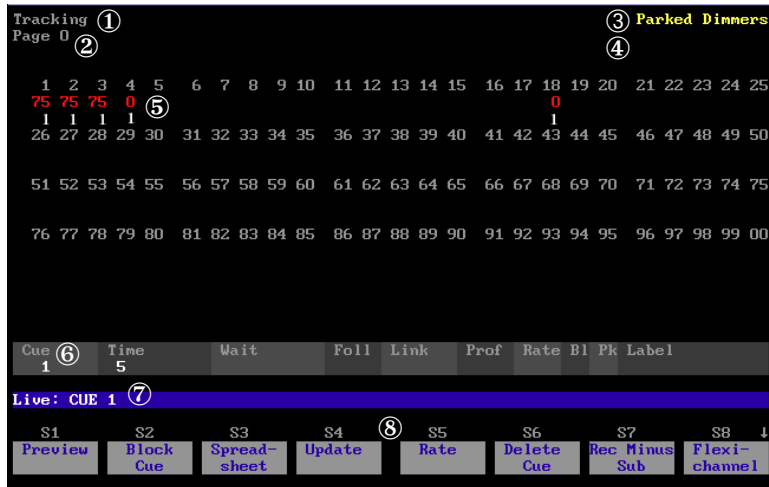 Tracking ① ③ Parked Dimmers
Page 0 ② ④
1 2 3 4 5 6 7 8 9 10 11 12 13 14 15 16 17 18 19 20 21 22 23 24 25
75 75 75 0 ⑤ 0
1 1 1 1 1
26 27 28 29 30 31 32 33 34 35 36 37 38 39 40 41 42 43 44 45 46 47 48 49 50
51 52 53 54 55 56 57 58 59 60 61 62 63 64 65 66 67 68 69 70 71 72 73 74 75
76 77 78 79 80 81 82 83 84 85 86 87 88 89 90 91 92 93 94 95 96 97 98 99 00
Cue ⑥ Time Wait Foll Link Prof Rate Bl Pk Label
1 5
Live: CUE 1 ⑦
S1 S2 S3 S4 ⑧ S5 S6 S7 S8 ↓
Preview Block Spread- Update Rate Delete Rec Minus Flexi-
Cue sheet Cue Sub channel